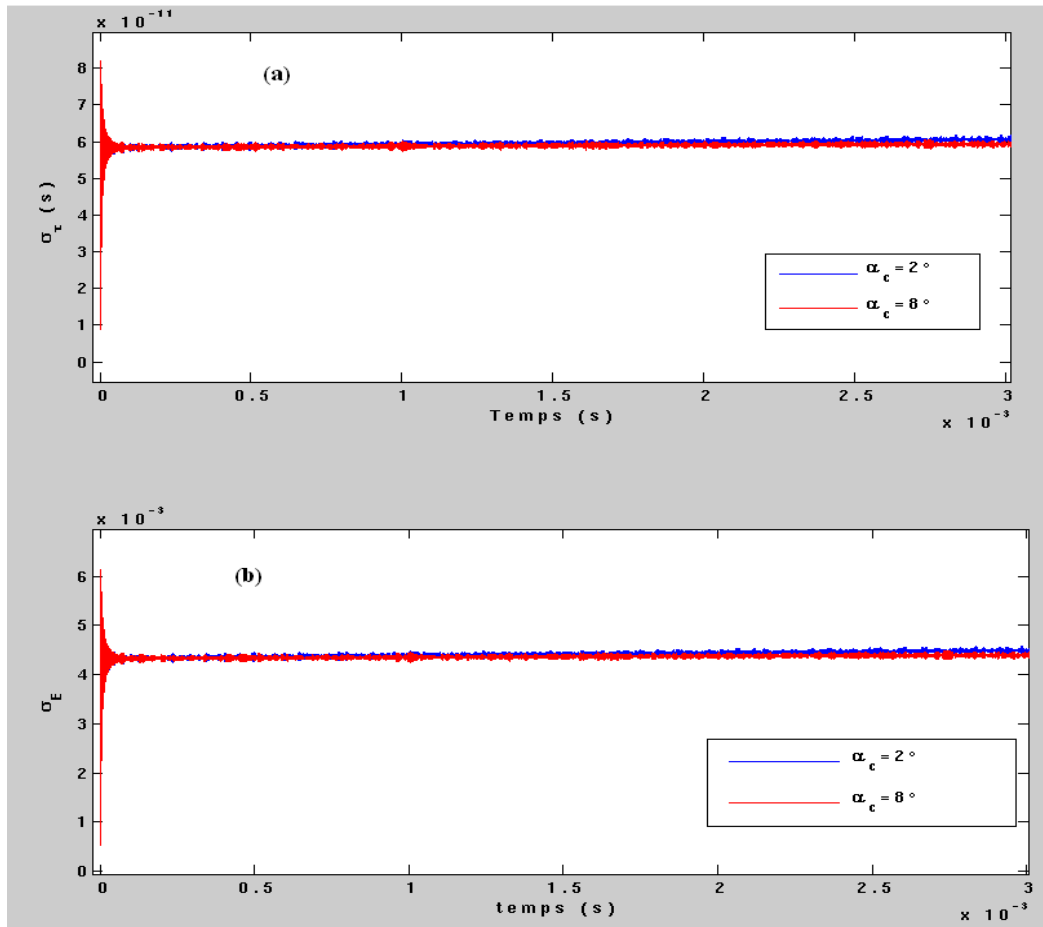 x 10⁻¹¹
(a)
8
7
6
5
4
3
2
1
0
σ_τ (s)
α_c = 2°
α_c = 8°
0 0.5 1 1.5 2 2.5 3
Temps (s)
x 10⁻³
x 10⁻³
(b)
6
5
4
3
2
1
0
σ_E
α_c = 2°
α_c = 8°
0 0.5 1 1.5 2 2.5 3
temps (s)
x 10⁻³